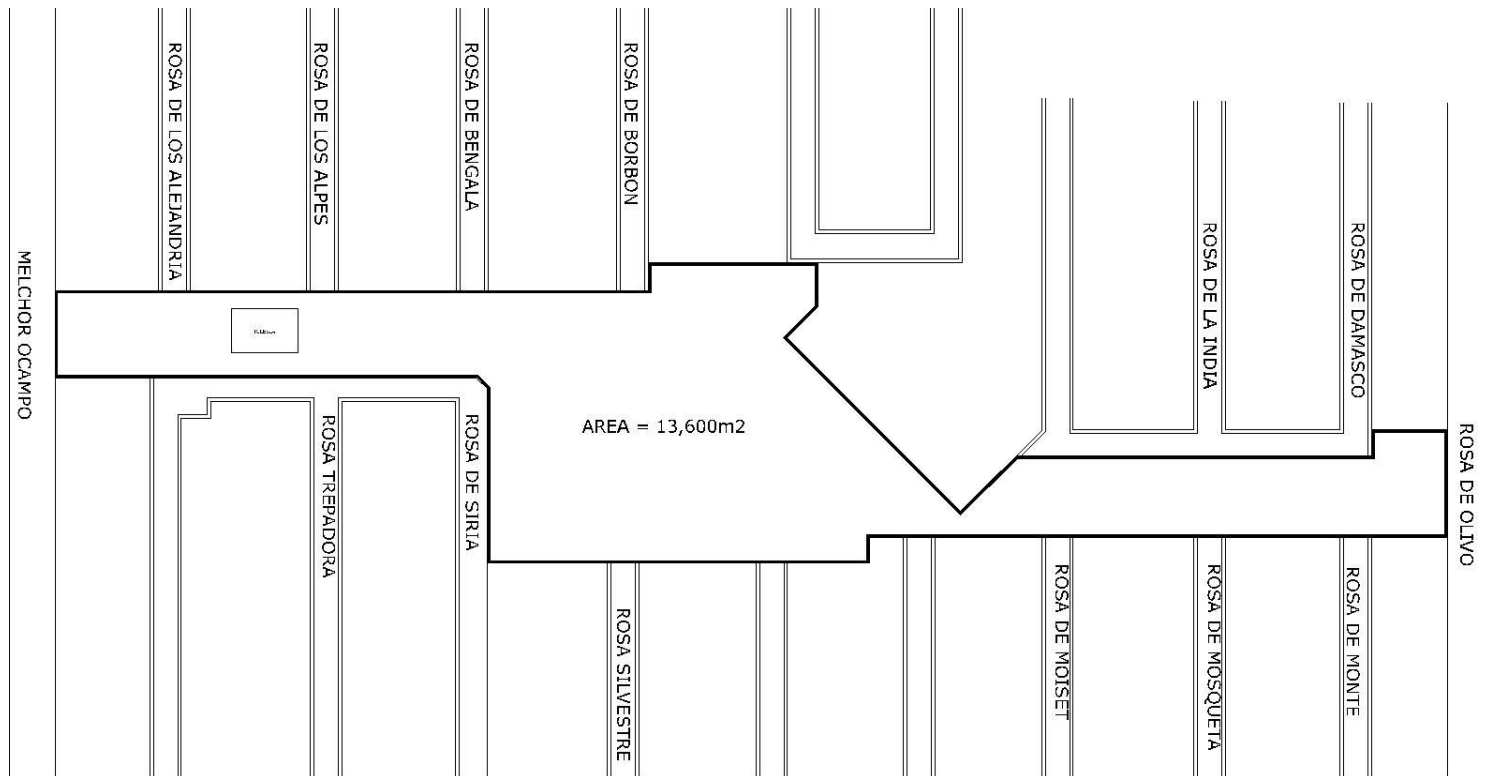 ROSA DE LOS ALEJANDRIA
ROSA DE LOS ALPES
ROSA DE BENGALA
ROSA DE BORBON
ROSA DE LA INDIA
ROSA DE DAMASCO
MELCHOR OCAMPO
AREA = 13,600m2
ROSA TREPADORA
ROSA DE SIRIA
ROSA DE OLIVO
ROSA SILVESTRE
ROSA DE MOISET
ROSA DE MOSQUETA
ROSA DE MONTE